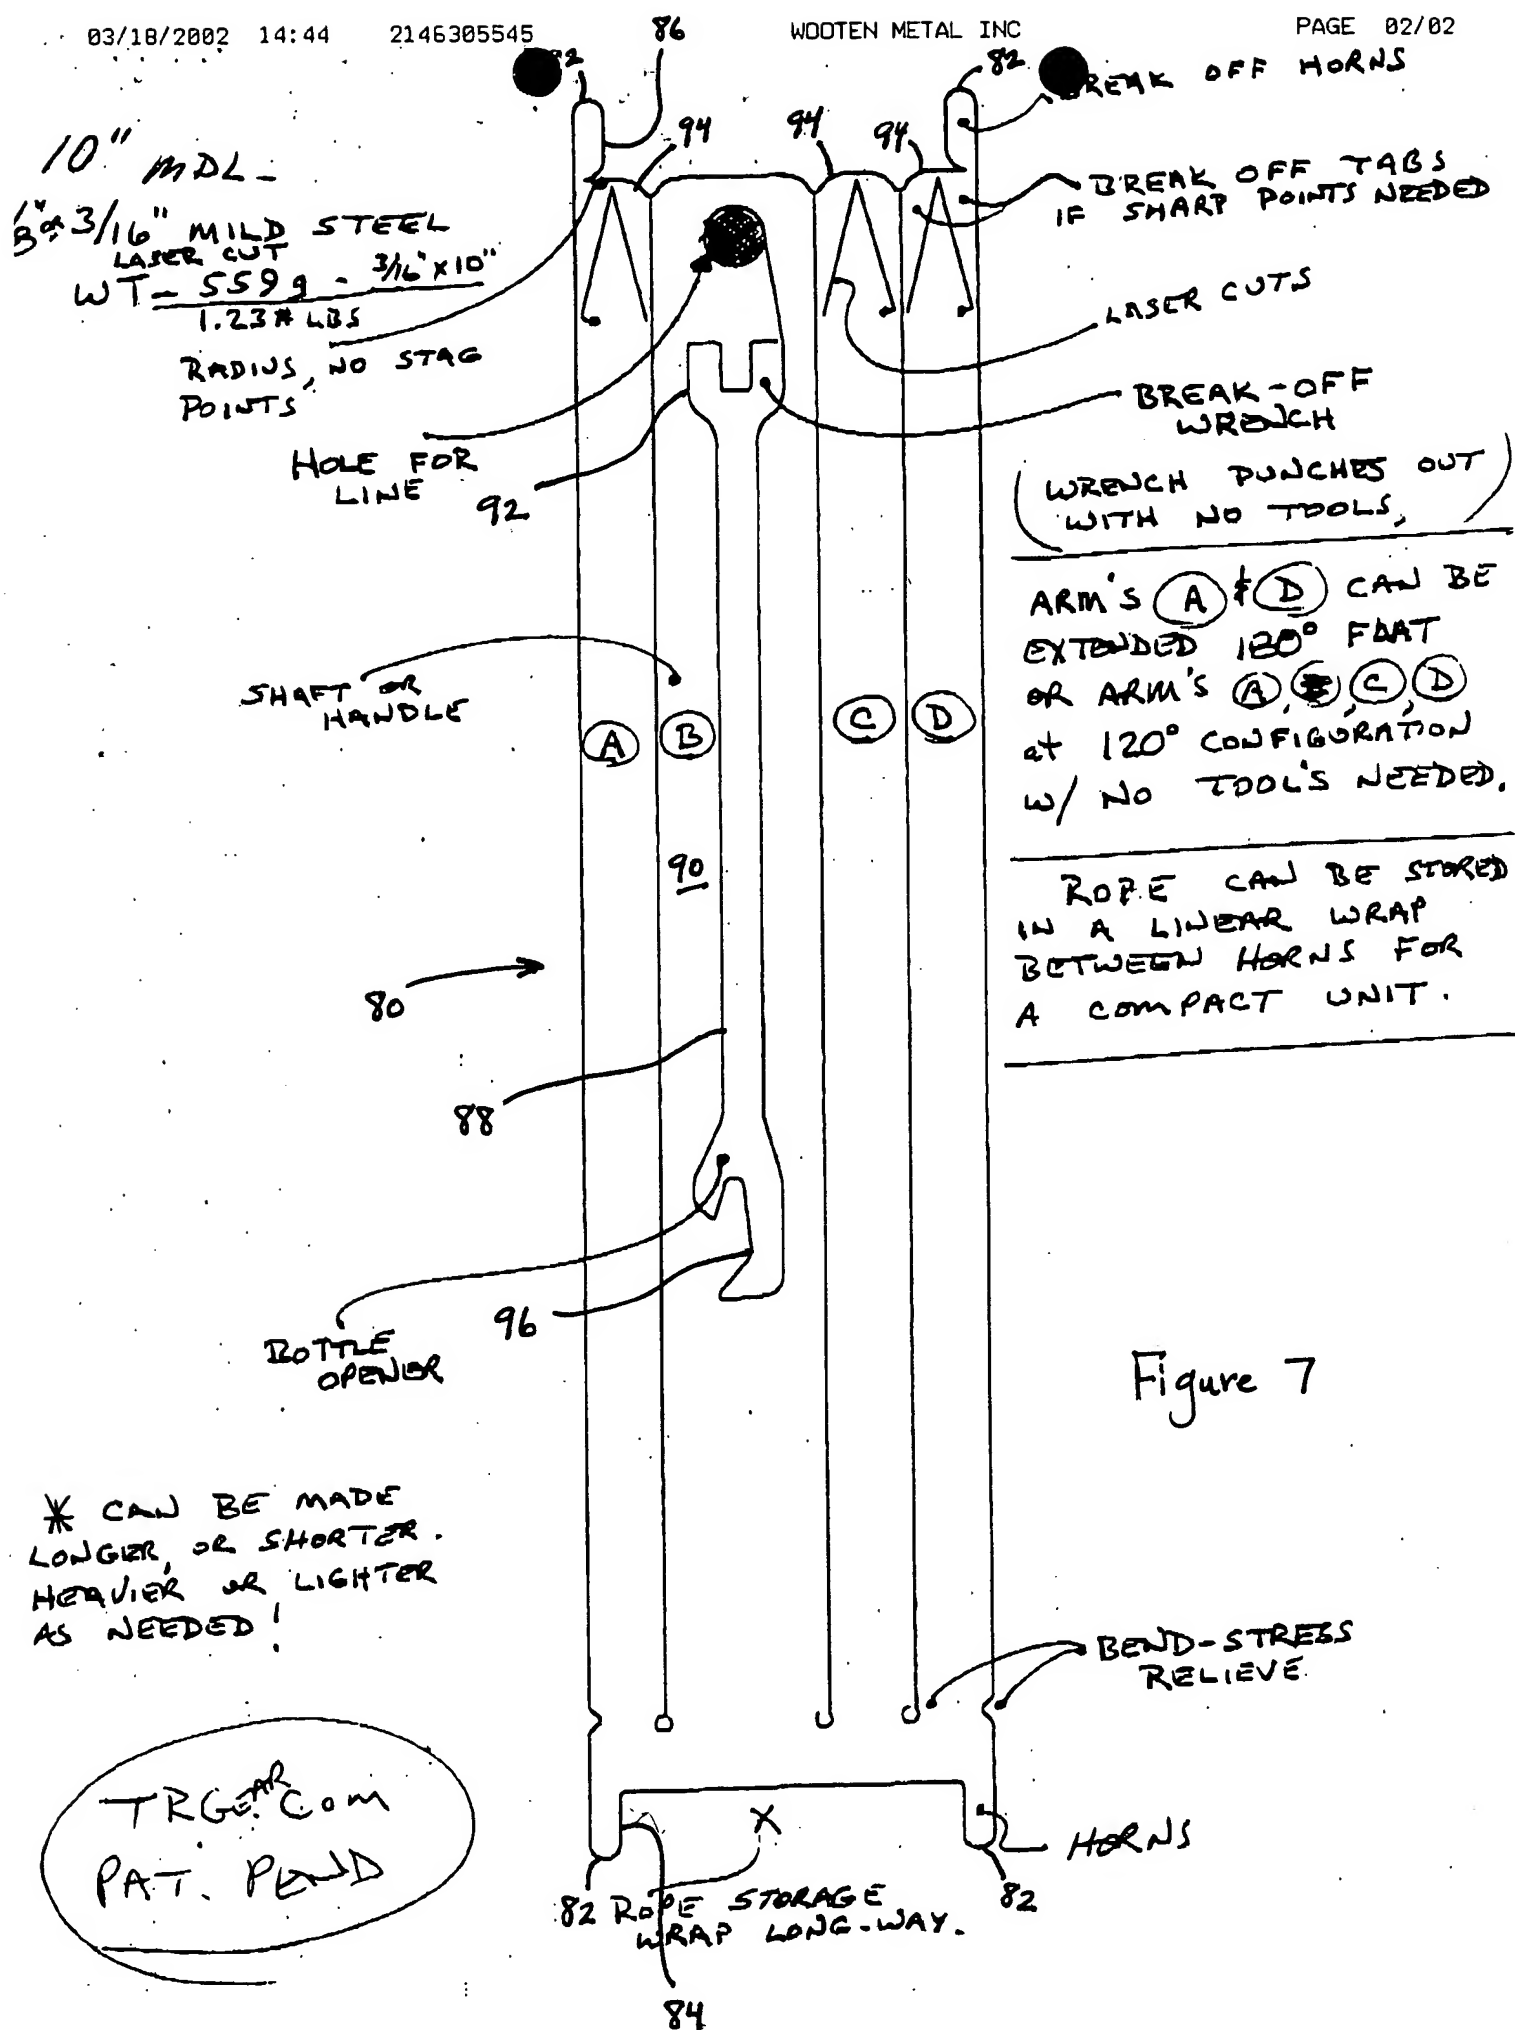 03/18/2002 14:44 2146305545 WOOTEN METAL INC PAGE 02/02
82
86
82
BREAK OFF HORNS
10" MDL-
94
94
94
BREAK OFF TABS
IF SHARP POINTS NEEDED
3/16" MILD STEEL
LASER CUT
WT- 559g - 3/16" X 10"
1.23# LBS
RADIUS, NO STAG
POINTS
LASER CUTS
HOLE FOR
LINE
92
BREAK-OFF
WRENCH
(WRENCH PUNCHES OUT
WITH NO TOOLS,)
ARM'S A & D CAN BE
EXTENDED 180° FLAT
OR ARM'S A, B, C, D
at 120° CONFIGURATION
W/ NO TOOL'S NEEDED.
SHAFT OR
HANDLE
A B C D
90
ROPE CAN BE STORED
IN A LINEAR WRAP
BETWEEN HORNS FOR
A COMPACT UNIT.
80
88
BOTTLE
OPENER
96
Figure 7
* CAN BE MADE
LONGER, OR SHORTER.
HEAVIER OR LIGHTER
AS NEEDED!
BEND-STRESS
RELIEVE
TRGEAR.COM
PAT. PEND
X
HORNS
82
82
ROPE STORAGE
WRAP LONG-WAY.
84